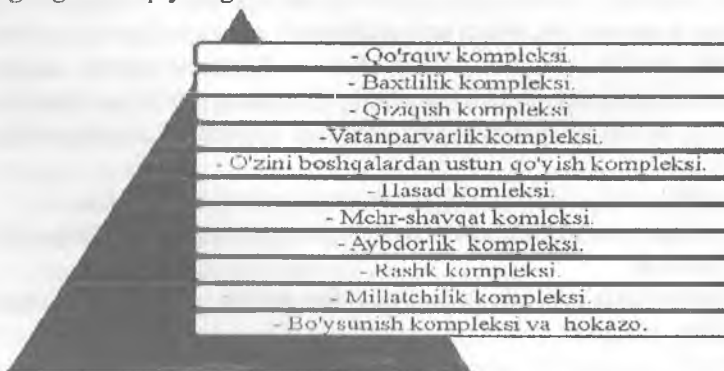 - Qo'rquv kompleksi.
- Baxtlilik kompleksi.
- Qiziqish kompleksi
-Vatanparvarlik kompleksi.
- O'zini boshqalardan ustun qo'yish kompleksi.
- Hasad komleksi.
- Mehr-shavqat komleksi.
- Aybdorlik kompleksi.
- Rashk kompleksi.
- Millatchilik kompleksi.
- Bo'ysunish kompleksi va hokazo.